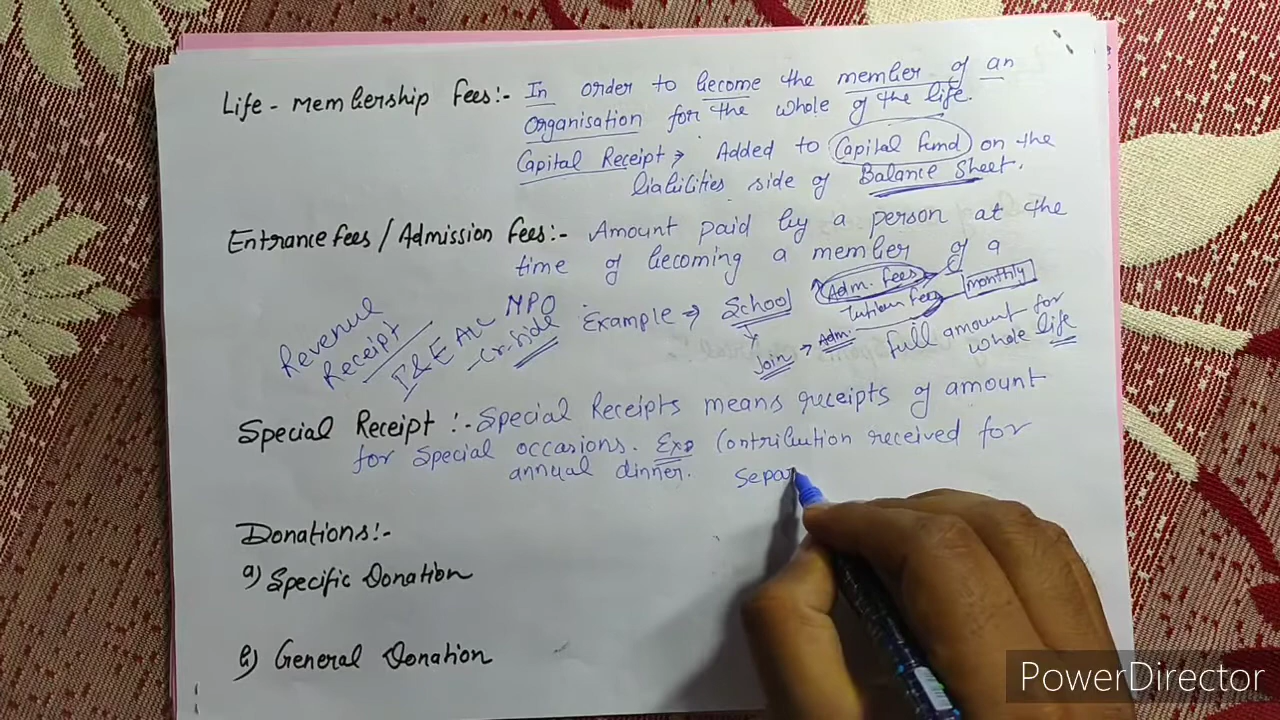 Life - membership fees:- In order to become the member of an
organisation for the whole of the life.
Capital Receipt → Added to Capital Fund on the
liabilities side of Balance Sheet.
Entrance fees / Admission fees:- Amount paid by a person at the
time of becoming a member of a
NPO Example → School Adm. fees
Tution Fees monthly
Revenue Receipt
I & E A/c
Cr. Side
Join → Adm.
full amount for
whole life
Special Receipt :- Special Receipts means receipts of amount
for special occasions. Exp Contribution received for
annual dinner. Separ
Donations:-
a) Specific Donation
b) General Donation
PowerDirector